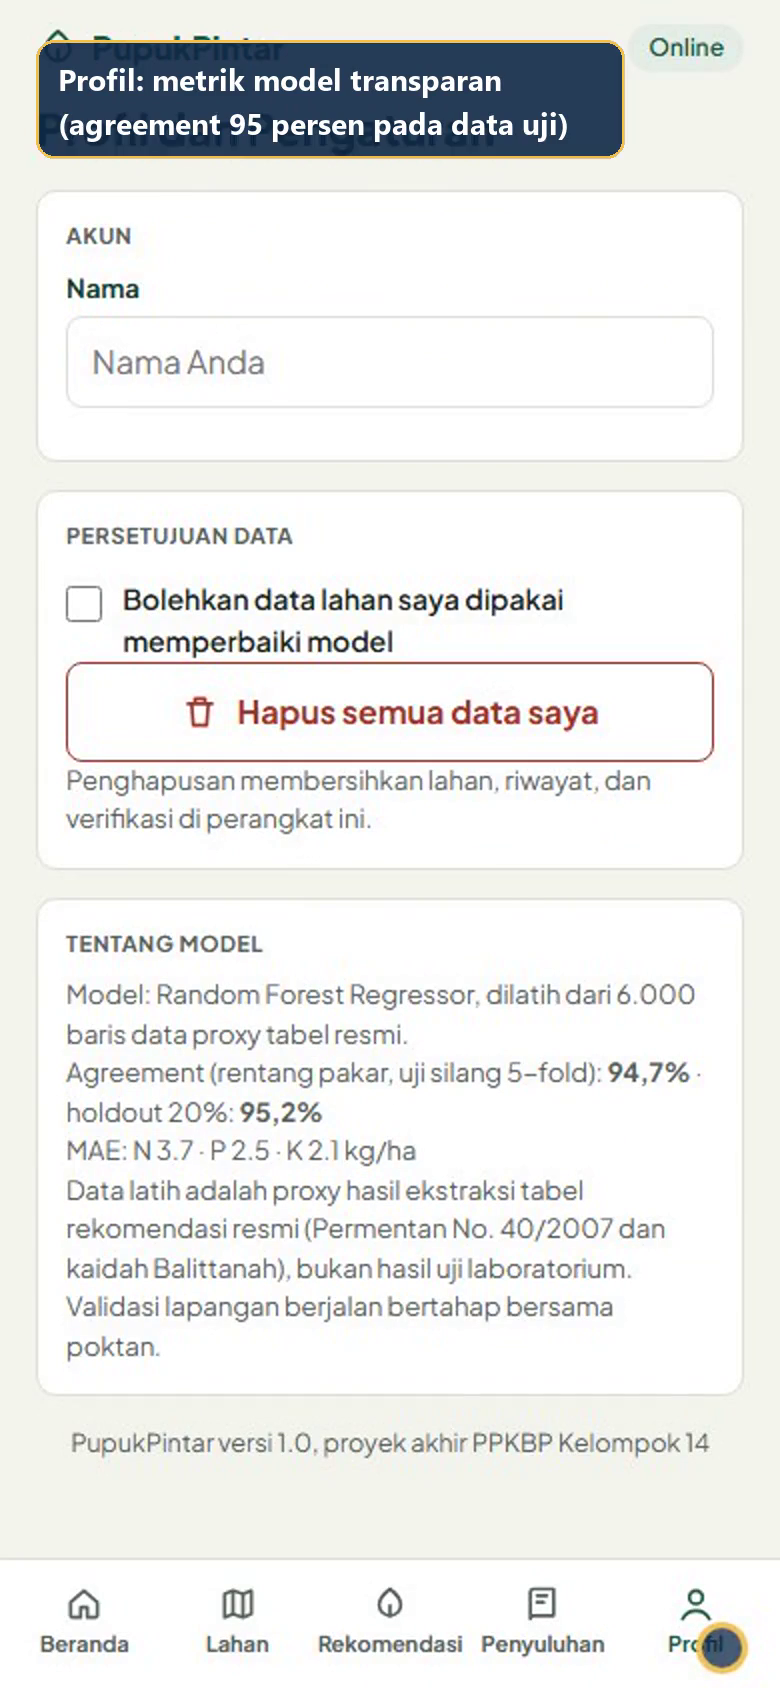 PupukPintar
Online
Profil: metrik model transparan
(agreement 95 persen pada data uji)
Profil dan Pengaturan
AKUN
Nama
Nama Anda
PERSETUJUAN DATA
Bolehkan data lahan saya dipakai
memperbaiki model
Hapus semua data saya
Penghapusan membersihkan lahan, riwayat, dan
verifikasi di perangkat ini.
TENTANG MODEL
Model: Random Forest Regressor, dilatih dari 6.000
baris data proxy tabel resmi.
Agreement (rentang pakar, uji silang 5-fold): 94,7% ·
holdout 20%: 95,2%
MAE: N 3.7 · P 2.5 · K 2.1 kg/ha
Data latih adalah proxy hasil ekstraksi tabel
rekomendasi resmi (Permentan No. 40/2007 dan
kaidah Balittanah), bukan hasil uji laboratorium.
Validasi lapangan berjalan bertahap bersama
poktan.
PupukPintar versi 1.0, proyek akhir PPKBP Kelompok 14
Beranda
Lahan
Rekomendasi
Penyuluhan
Profil